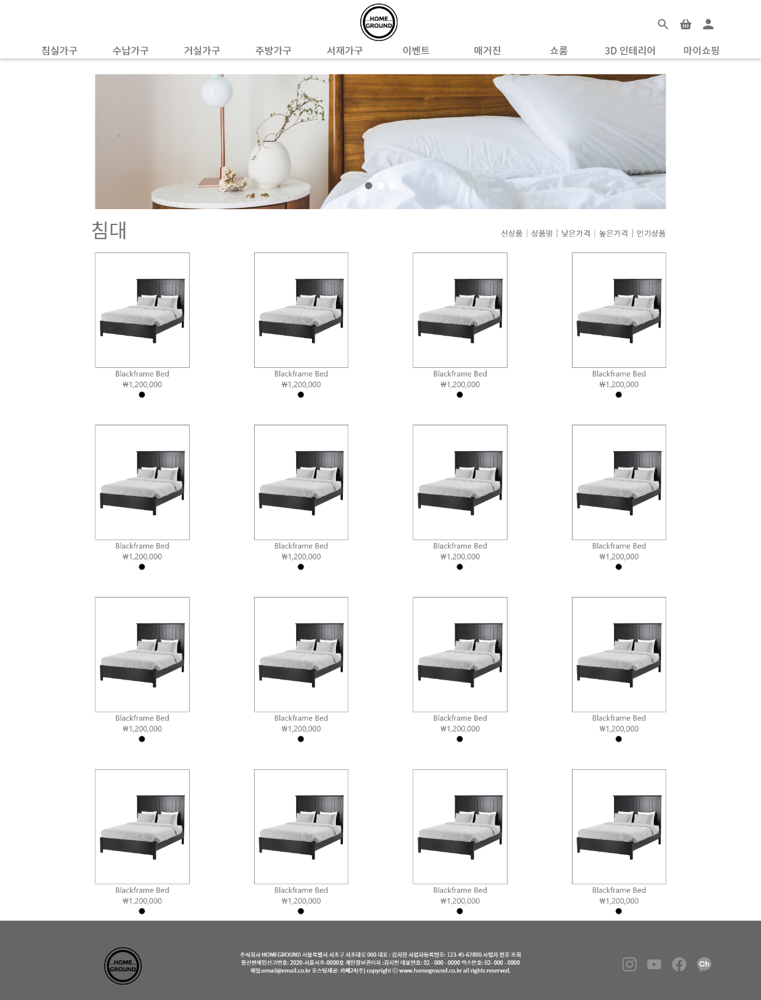 HOME
GROUND
침실가구 수납가구 거실가구 주방가구 서재가구 이벤트 매거진 쇼룸 3D 인테리어 마이쇼핑
침대
신상품 | 상품명 | 낮은가격 | 높은가격 | 인기상품
Blackframe Bed Blackframe Bed Blackframe Bed Blackframe Bed
₩1,200,000 ₩1,200,000 ₩1,200,000 ₩1,200,000
Blackframe Bed Blackframe Bed Blackframe Bed Blackframe Bed
₩1,200,000 ₩1,200,000 ₩1,200,000 ₩1,200,000
Blackframe Bed Blackframe Bed Blackframe Bed Blackframe Bed
₩1,200,000 ₩1,200,000 ₩1,200,000 ₩1,200,000
Blackframe Bed Blackframe Bed Blackframe Bed Blackframe Bed
₩1,200,000 ₩1,200,000 ₩1,200,000 ₩1,200,000
HOME
GROUND
주식회사 HOMEGROUND 서울특별시 서초구 서초대로 000 대표 : 김지현 사업자등록번호: 123-45-67890 사업자 번호 조회
통신판매업신고번호: 2020-서울서초-0000호 개인정보관리자 :김지현 대표번호: 02 - 000 - 0000 팩스번호: 02- 000 - 0000
메일:email@email.co.kr 호스팅제공: 카페24(주) copyright ⓒ www.homeground.co.kr all rights reserved.
Ch